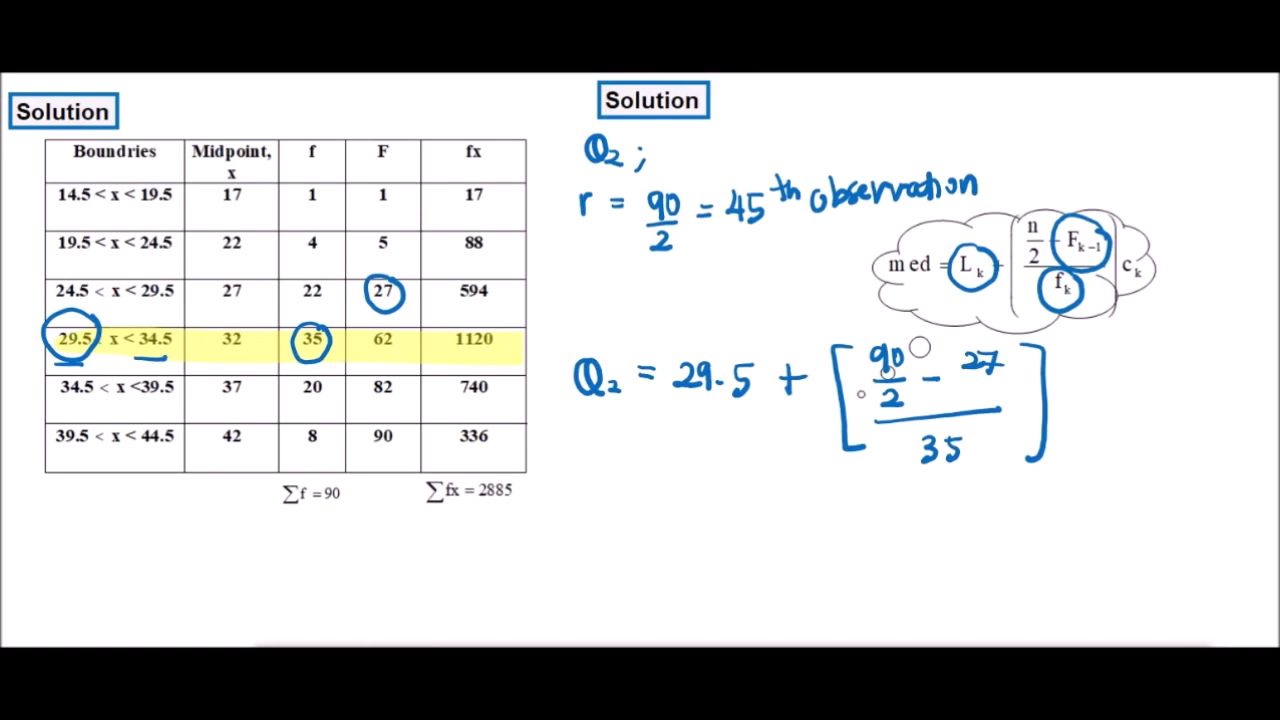 Solution
Boundries Midpoint, x f F fx
14.5 < x < 19.5 17 1 1 17
19.5 < x < 24.5 22 4 5 88
24.5 < x < 29.5 27 22 27 594
29.5 < x < 34.5 32 35 62 1120
34.5 < x <39.5 37 20 82 740
39.5 < x < 44.5 42 8 90 336
∑f = 90 ∑fx = 2885
Solution
Q₂ ;
r = 90/2 = 45th observation
med = Lₖ + (n/2 − Fₖ₋₁ / fₖ) cₖ
Q₂ = 29.5 + [90/2 − 27 / 35]